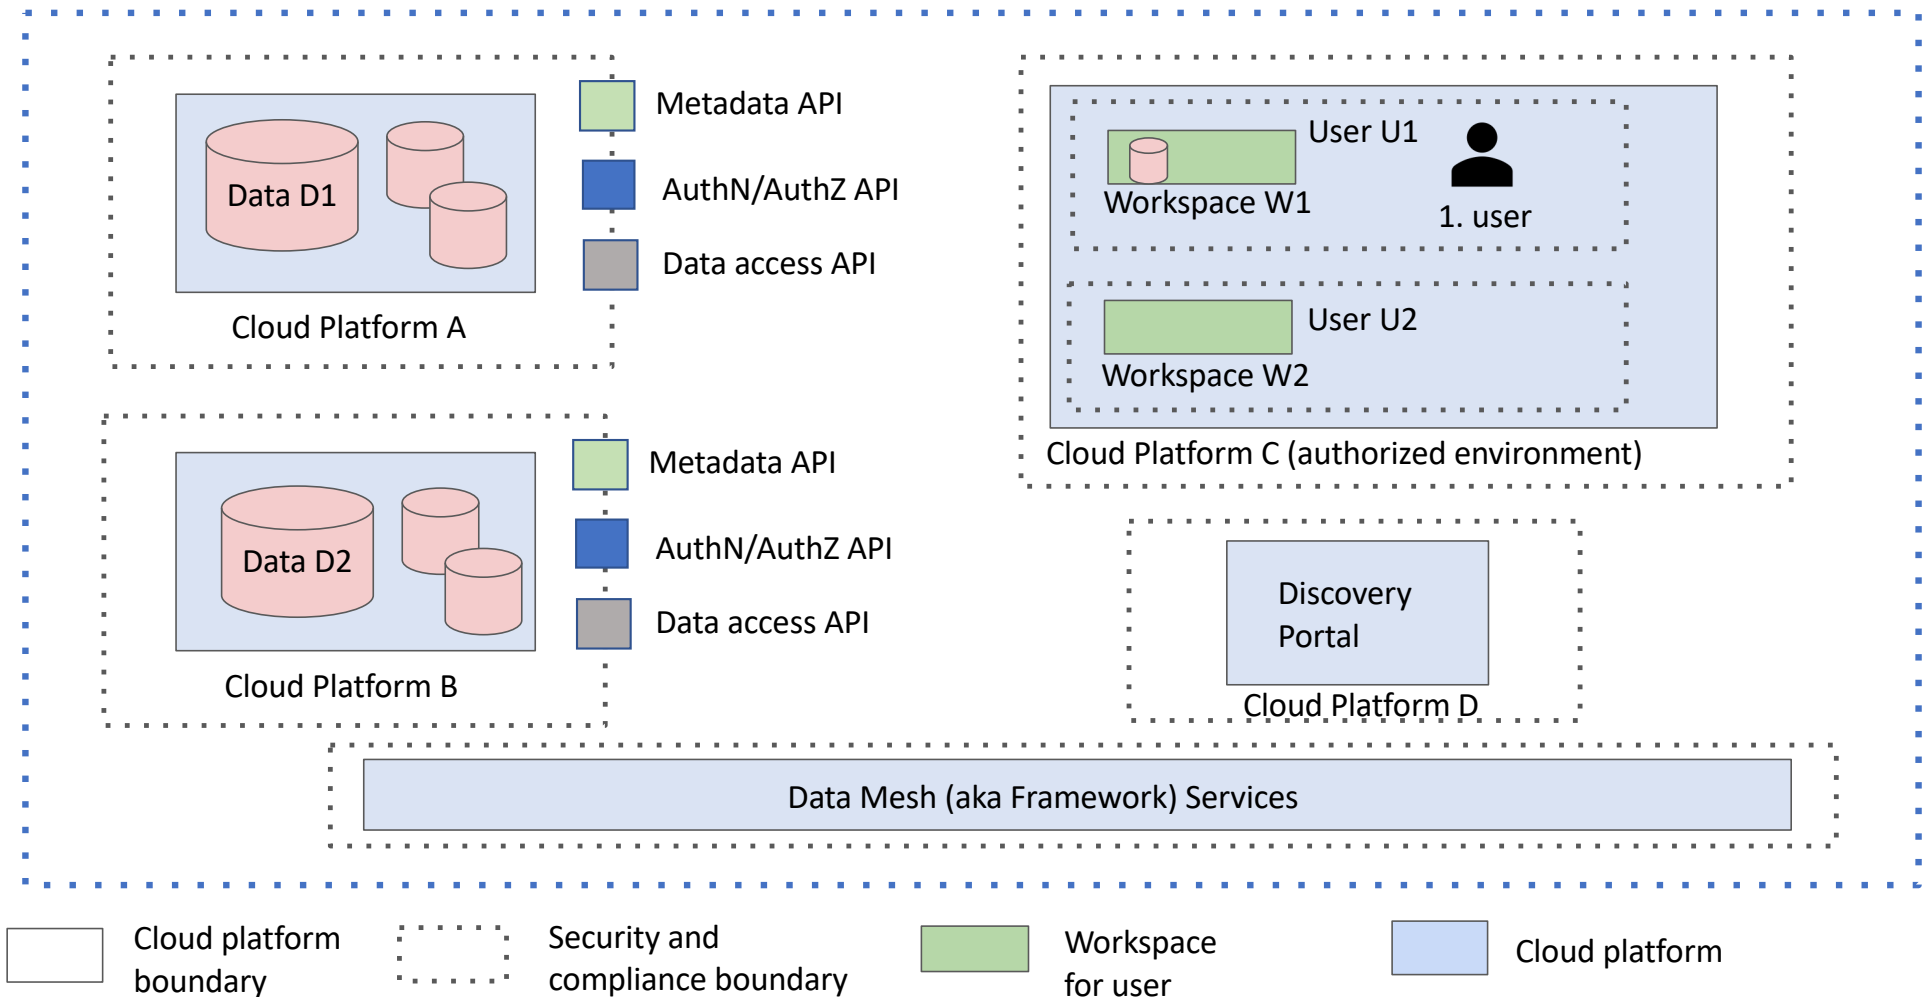 Metadata API
AuthN/AuthZ API
Data access API
Data D1
Cloud Platform A
Metadata API
AuthN/AuthZ API
Data access API
Data D2
Cloud Platform B
User U1
Workspace W1
1. user
User U2
Workspace W2
Cloud Platform C (authorized environment)
Discovery
Portal
Cloud Platform D
Data Mesh (aka Framework) Services
Cloud platform
boundary
Security and
compliance boundary
Workspace
for user
Cloud platform